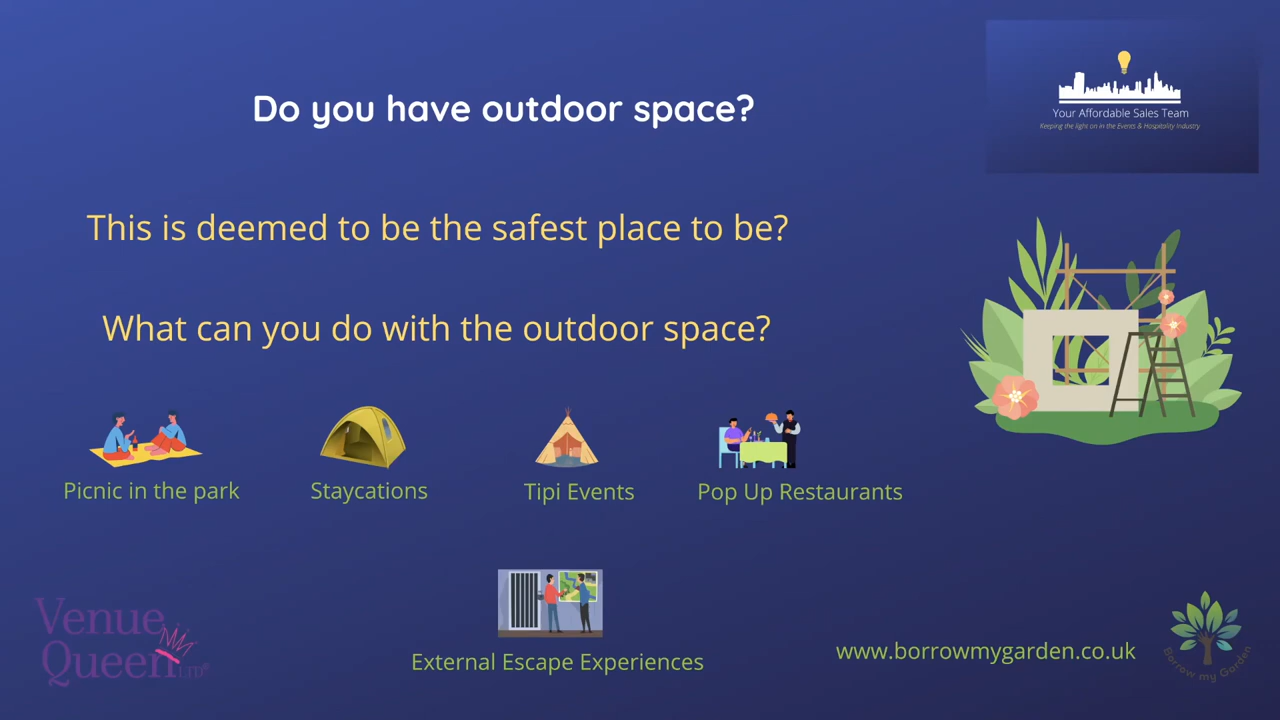 Do you have outdoor space?
Your Affordable Sales Team
Keeping the light on in the Events & Hospitality Industry
This is deemed to be the safest place to be?
What can you do with the outdoor space?
Picnic in the park
Staycations
Tipi Events
Pop Up Restaurants
External Escape Experiences
Venue
Queen LTD®
www.borrowmygarden.co.uk
Borrow my Garden